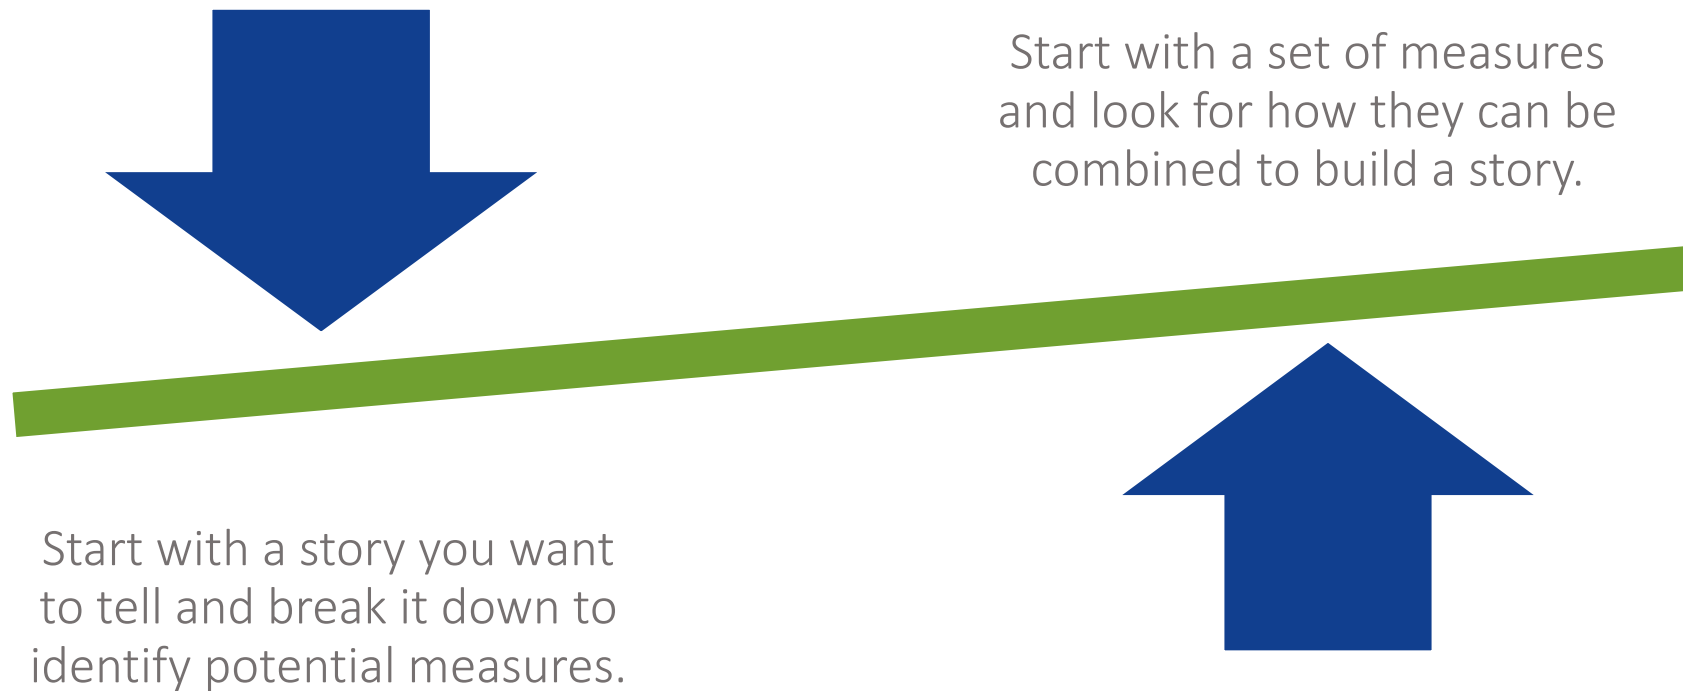 Start with a set of measures
and look for how they can be
combined to build a story.
Start with a story you want
to tell and break it down to
identify potential measures.